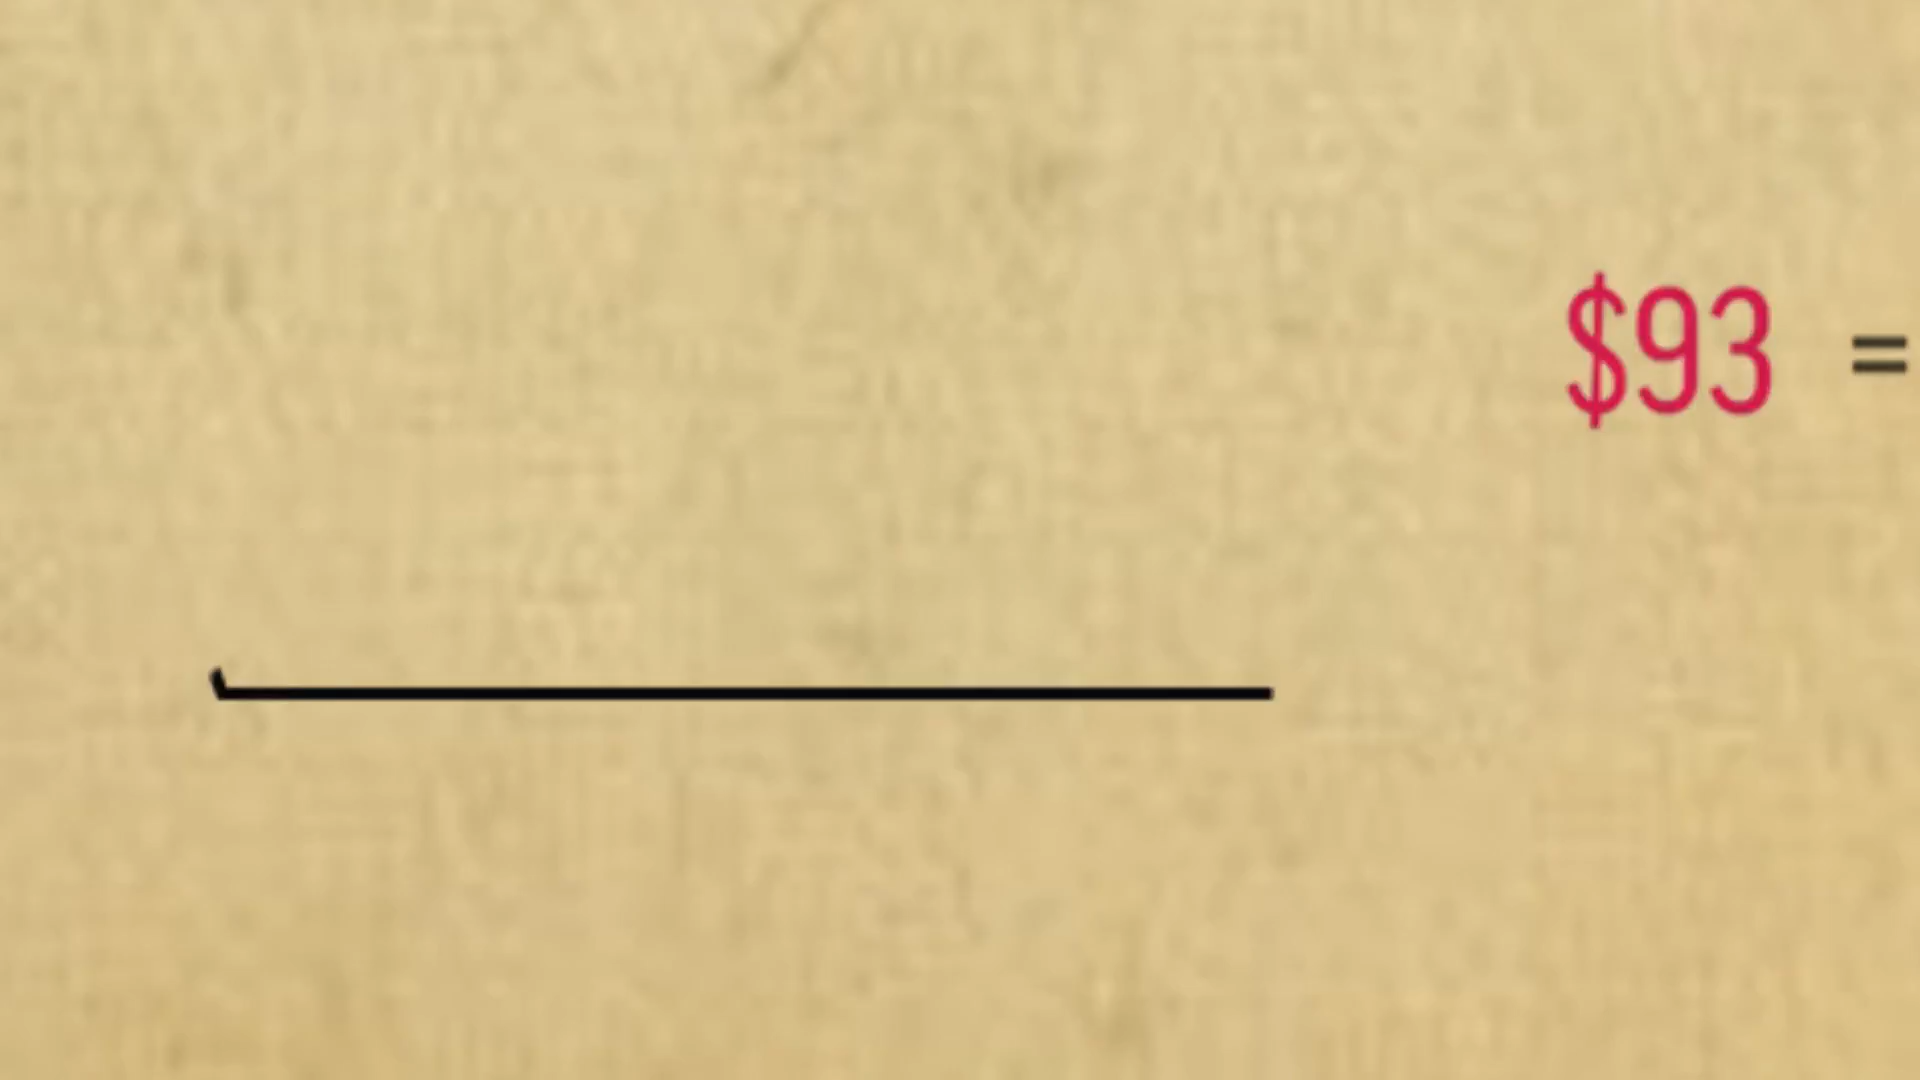 $93 =